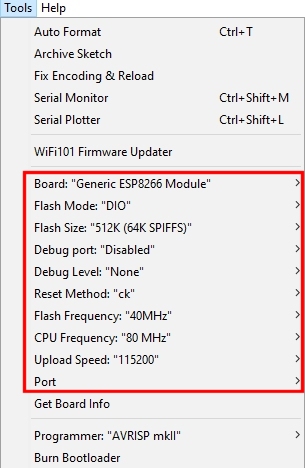 Tools Help
Auto Format Ctrl+T
Archive Sketch
Fix Encoding & Reload
Serial Monitor Ctrl+Shift+M
Serial Plotter Ctrl+Shift+L
WiFi101 Firmware Updater
Board: "Generic ESP8266 Module"
Flash Mode: "DIO"
Flash Size: "512K (64K SPIFFS)"
Debug port: "Disabled"
Debug Level: "None"
Reset Method: "ck"
Flash Frequency: "40MHz"
CPU Frequency: "80 MHz"
Upload Speed: "115200"
Port
Get Board Info
Programmer: "AVRISP mkII"
Burn Bootloader